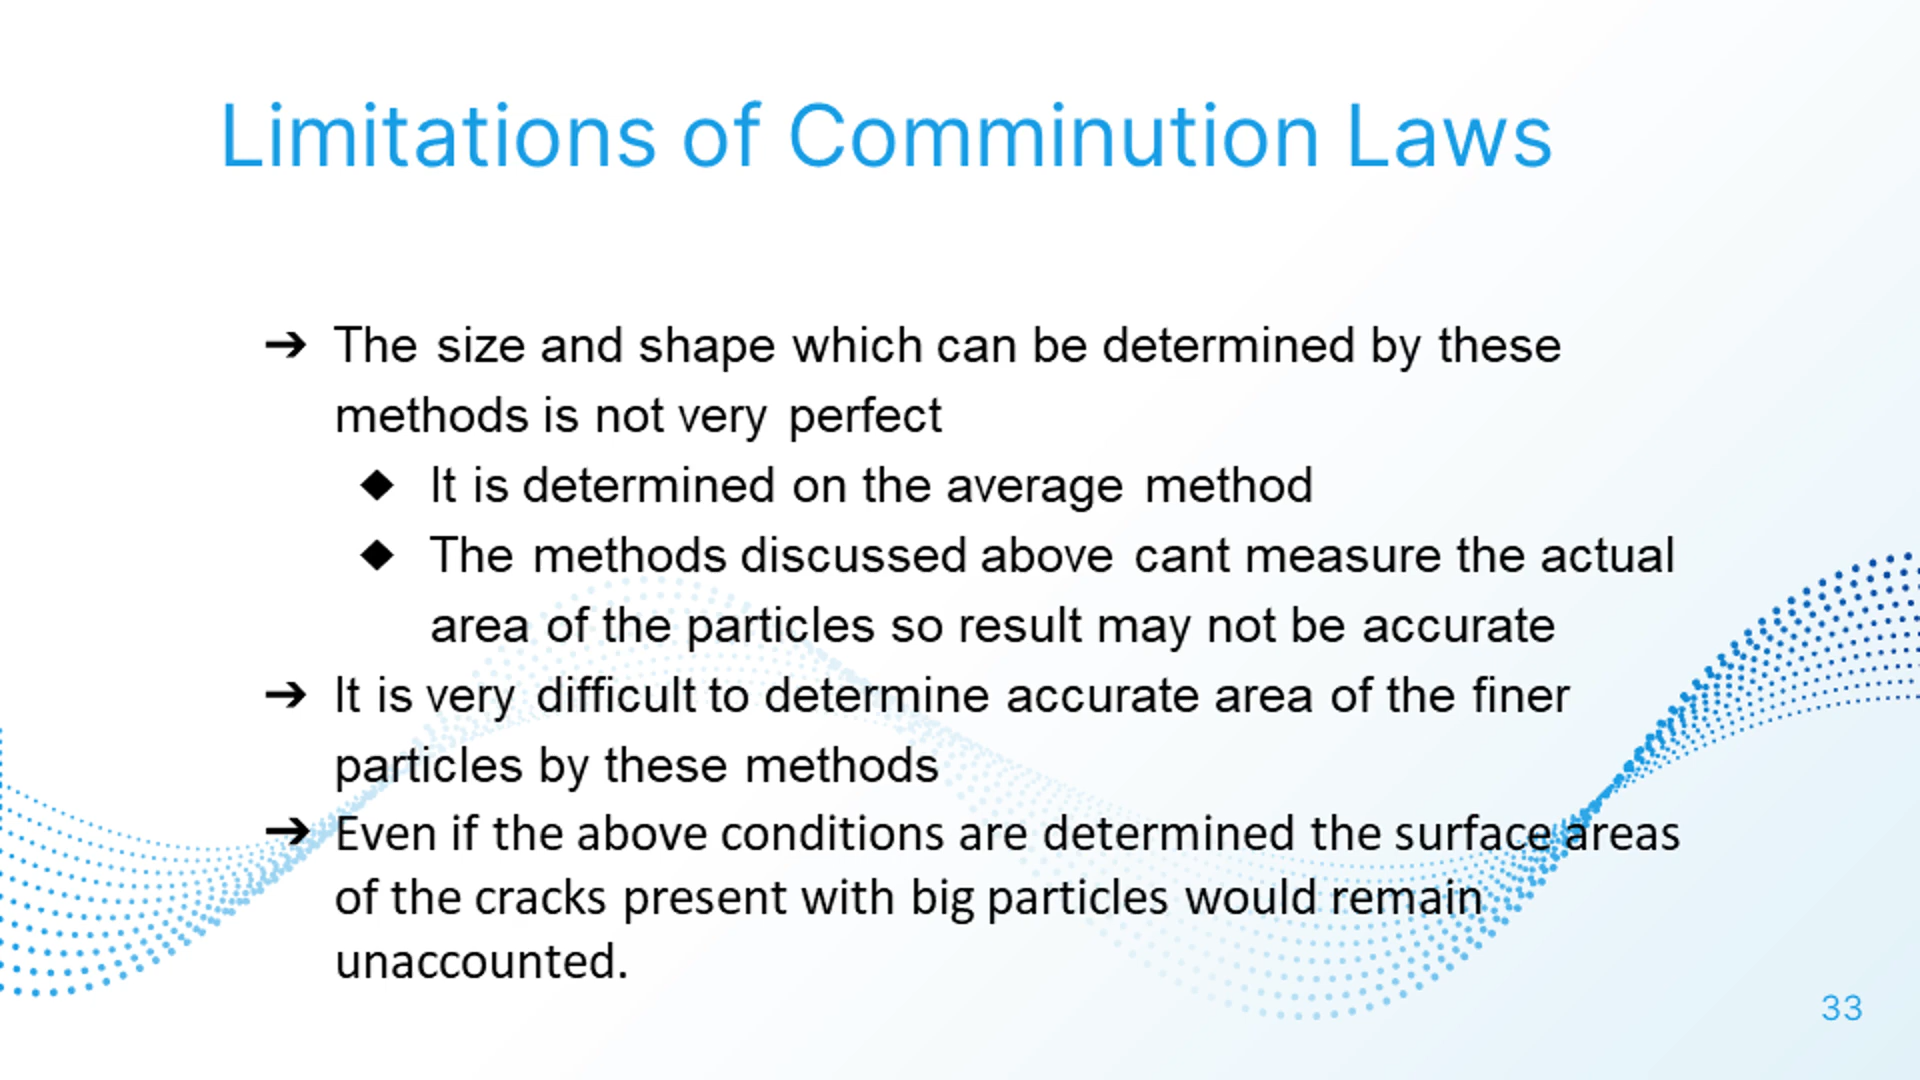 Limitations of Comminution Laws
➔ The size and shape which can be determined by these
methods is not very perfect
◆ It is determined on the average method
◆ The methods discussed above cant measure the actual
area of the particles so result may not be accurate
➔ It is very difficult to determine accurate area of the finer
particles by these methods
➔ Even if the above conditions are determined the surface areas
of the cracks present with big particles would remain
unaccounted.
33